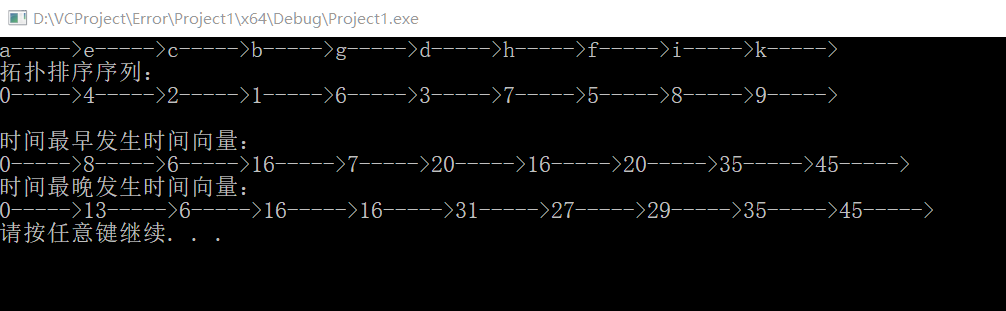 D:\VCProject\Error\Project1\x64\Debug\Project1.exe
a----->e----->c----->b----->g----->d----->h----->f----->i----->k----->
拓扑排序序列：
0----->4----->2----->1----->6----->3----->7----->5----->8----->9----->
时间最早发生时间向量：
0----->8----->6----->16----->7----->20----->16----->20----->35----->45----->
时间最晚发生时间向量：
0----->13----->6----->16----->16----->31----->27----->29----->35----->45----->
请按任意键继续. . .